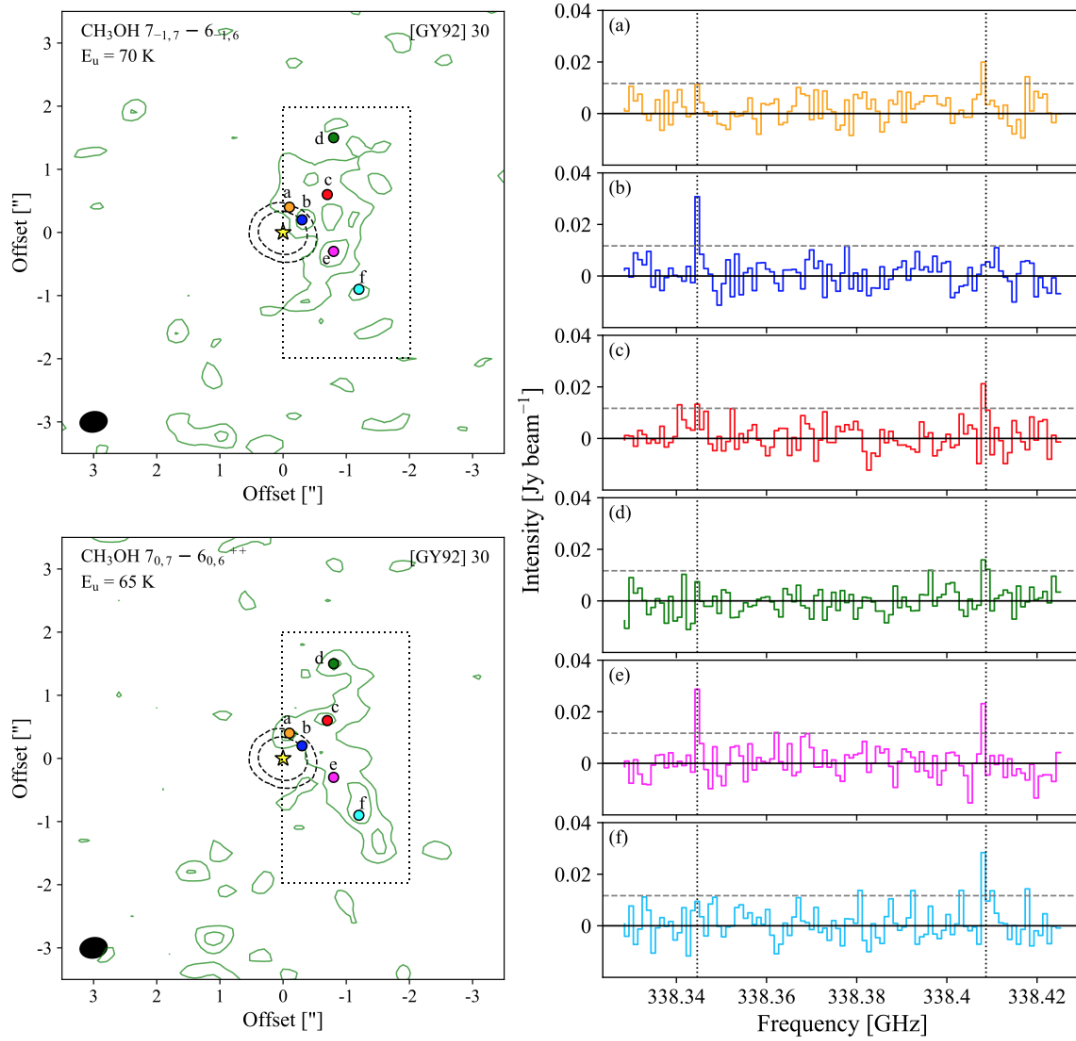 CH₃OH 7₋₁,₇ − 6₋₁,₆
[GY92] 30
Eᵤ = 70 K
Offset ["]
3
2
1
0
-1
-2
-3
d
c
a
b
e
f
3
2
1
0
-1
-2
-3
Offset ["]
CH₃OH 7₀,₇ − 6₀,₆ ⁺⁺
[GY92] 30
Eᵤ = 65 K
Offset ["]
3
2
1
0
-1
-2
-3
d
c
a
b
e
f
3
2
1
0
-1
-2
-3
Offset ["]
Intensity [Jy beam⁻¹]
0.04
(a)
0.02
0
0.04
(b)
0.02
0
0.04
(c)
0.02
0
0.04
(d)
0.02
0
0.04
(e)
0.02
0
0.04
(f)
0.02
0
338.34
338.36
338.38
338.4
338.42
Frequency [GHz]